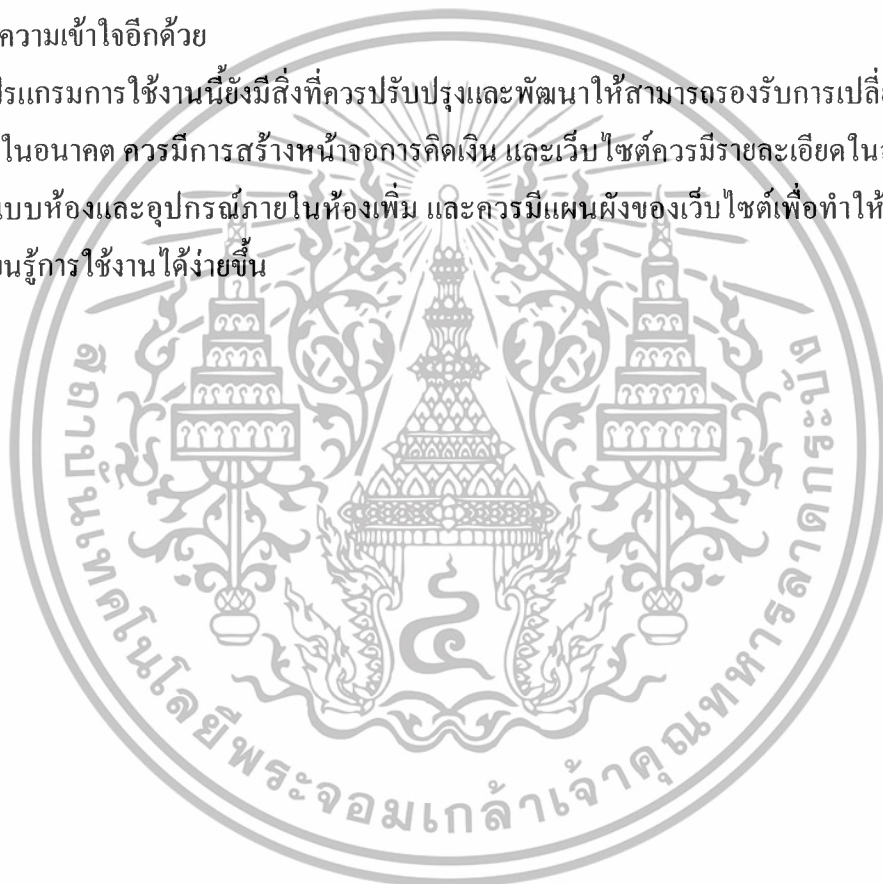 ความเข้าใจอีกด้วย
รแกรมการใช้งานนี้ยังมีสิ่งที่ควรปรับปรุงและพัฒนาให้สามารถรองรับการเปลี่
ในอนาคต ควรมีการสร้างหน้าจอการคิดเงิน และเว็บไซต์ควรมีรายละเอียดใน
แบบห้องและอุปกรณ์ภายในห้องเพิ่ม และควรมีแผนผังของเว็บไซต์เพื่อทำให้
นรู้การใช้งานได้ง่ายขึ้น
สถาบันเทคโนโลยีพระจอมเกล้าเจ้าคุณทหารลาดกระบัง
๔